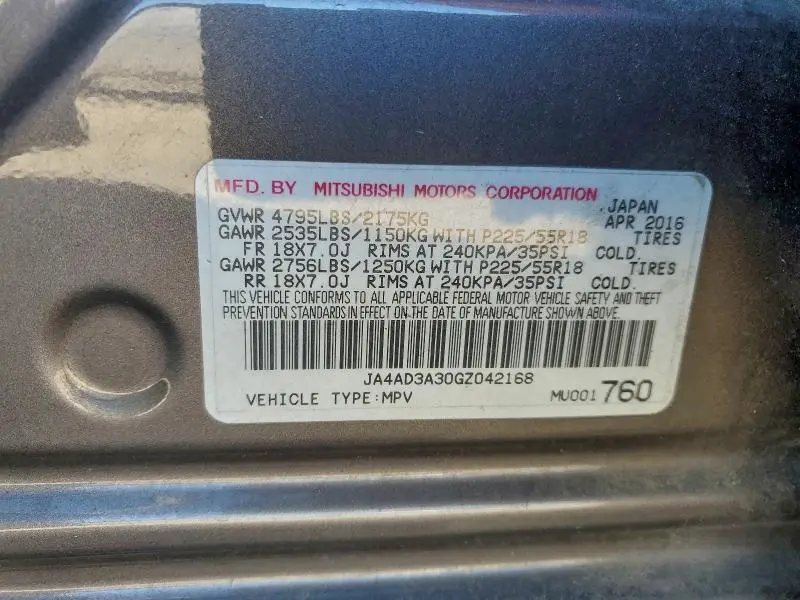 MFD. BY MITSUBISHI MOTORS CORPORATION
JAPAN
GVWR 4795LBS/2175KG APR 2016
GAWR 2535LBS/1150KG WITH P225/55R18 TIRES
FR 18X7.0J RIMS AT 240KPA/35PSI COLD.
GAWR 2756LBS/1250KG WITH P225/55R18 TIRES
RR 18X7.0J RIMS AT 240KPA/35PSI COLD.
THIS VEHICLE CONFORMS TO ALL APPLICABLE FEDERAL MOTOR VEHICLE SAFETY AND THEFT
PREVENTION STANDARDS IN EFFECT ON THE DATE OF MANUFACTURE SHOWN ABOVE.
JA4AD3A30GZ042168
VEHICLE TYPE:MPV MU001760